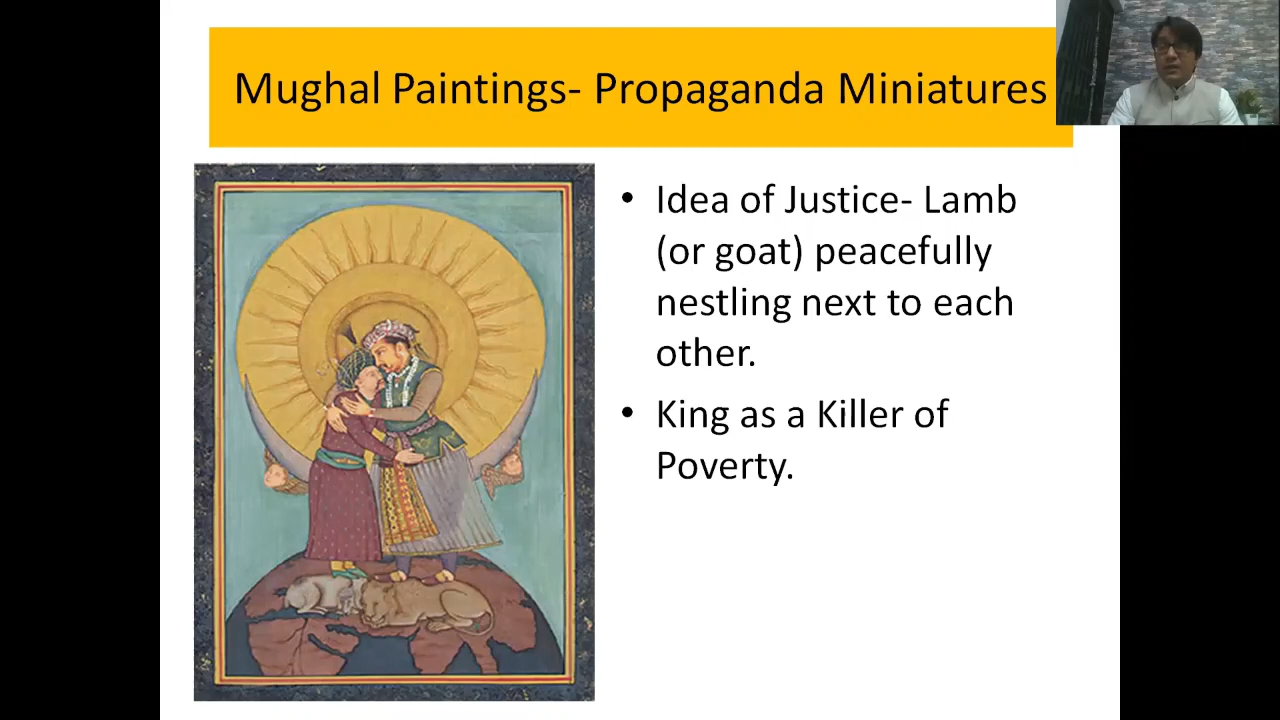 Mughal Paintings- Propaganda Miniatures
• Idea of Justice- Lamb
(or goat) peacefully
nestling next to each
other.
• King as a Killer of
Poverty.